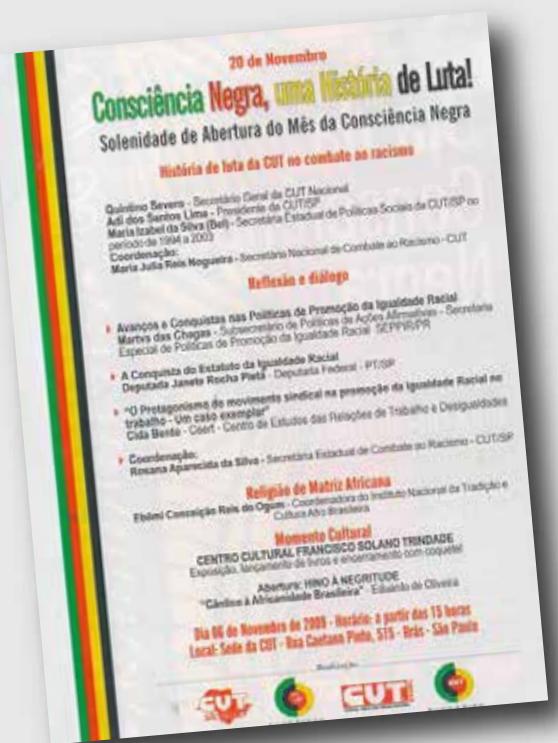 20 de Novembro
Consciência Negra, uma História de Luta!
Solenidade de Abertura do Mês da Consciência Negra
História de luta da CUT no combate ao racismo
Quintino Severo - Secretário Geral da CUT Nacional
Adi dos Santos Lima - Presidente da CUT/SP
Maria Izabel da Silva (Bel) - Secretária Estadual de Políticas Sociais da CUT/SP no
período de 1994 a 2003
Coordenação:
Maria Julia Reis Nogueira - Secretária Nacional de Combate ao Racismo - CUT
Reflexão e diálogo
Avanços e Conquistas nas Políticas de Promoção da Igualdade Racial
Martvs das Chagas - Subsecretário de Políticas de Ações Afirmativas - Secretaria
Especial de Políticas de Promoção da Igualdade Racial SEPPIR/PR
A Conquista do Estatuto da Igualdade Racial
Deputada Janete Rocha Pietá - Deputada Federal - PT/SP
"O Protagonismo do movimento sindical na promoção da Igualdade Racial no
trabalho - Um caso exemplar"
Cida Bento - Ceert - Centro de Estudos das Relações de Trabalho e Desigualdades
Coordenação:
Rosana Aparecida da Silva - Secretária Estadual de Combate ao Racismo - CUT/SP
Religião de Matriz Africana
Ebômi Conceição Reis de Ogum - Coordenadora do Instituto Nacional da Tradição e
Cultura Afro Brasileira
Momento Cultural
CENTRO CULTURAL FRANCISCO SOLANO TRINDADE
Exposição, lançamento de livros e encerramento com coquetel
Abertura: HINO À NEGRITUDE
"Cântico à Africanidade Brasileira" - Eduardo de Oliveira
Dia 06 de Novembro de 2009 - Horário: a partir das 15 horas
Local: Sede da CUT - Rua Caetano Pinto, 575 - Brás - São Paulo
Realização
CUT
CUT